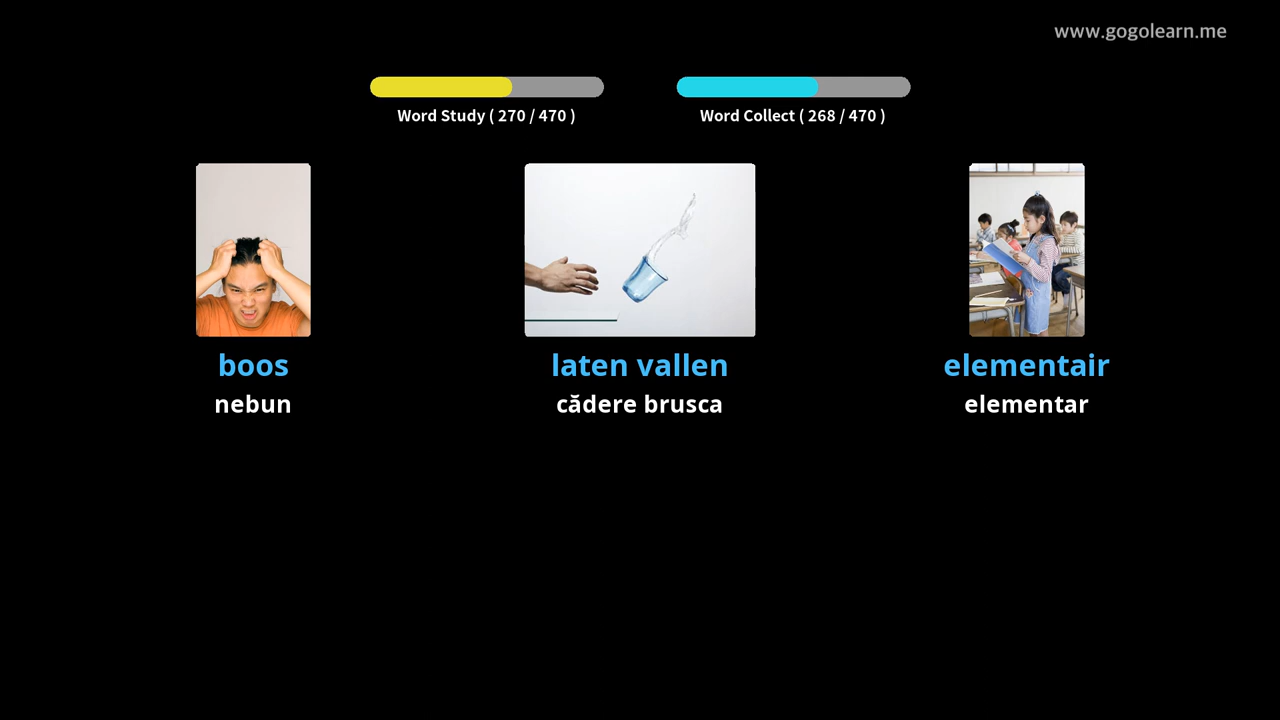 www.gogolearn.me
Word Study ( 270 / 470 )
Word Collect ( 268 / 470 )
boos
nebun
laten vallen
cădere brusca
elementair
elementar